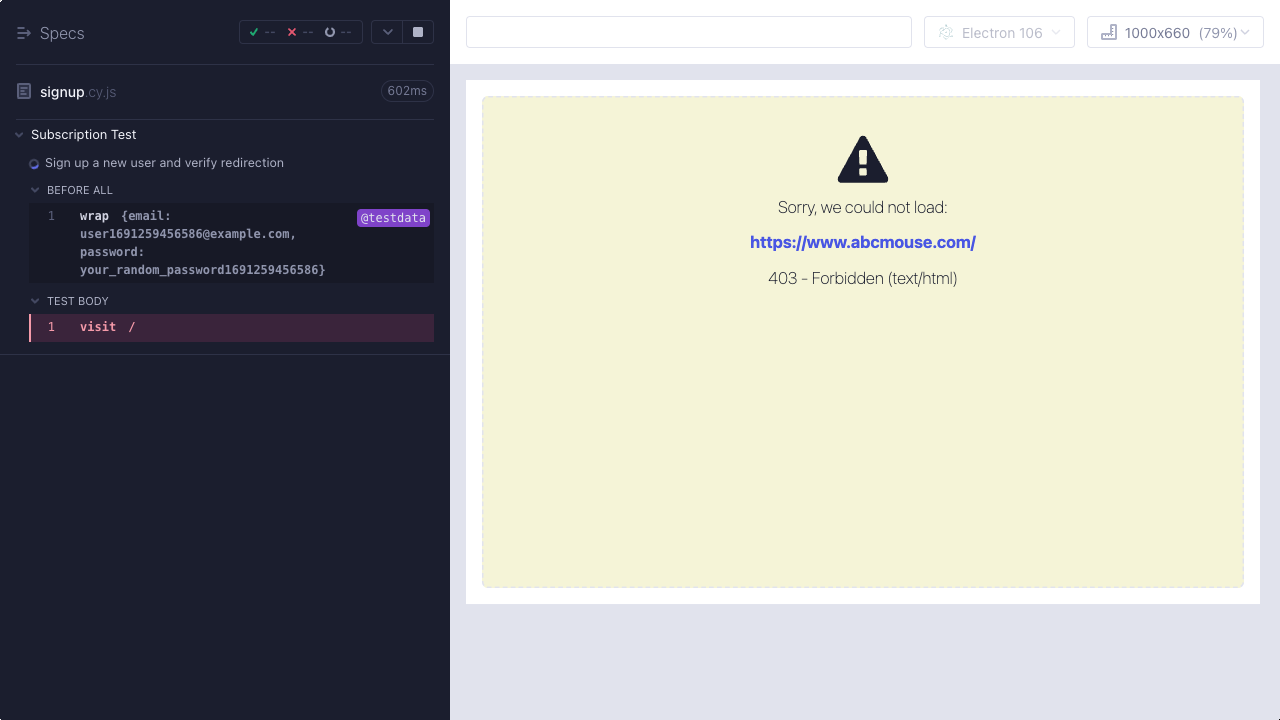 Specs
--
--
--
Electron 106
1000x660 (79%)
signup.cy.js
602ms
Subscription Test
Sign up a new user and verify redirection
BEFORE ALL
1 wrap {email: @testdata
user1691259456586@example.com,
password:
your_random_password1691259456586}
TEST BODY
1 visit /
Sorry, we could not load:
https://www.abcmouse.com/
403 - Forbidden (text/html)